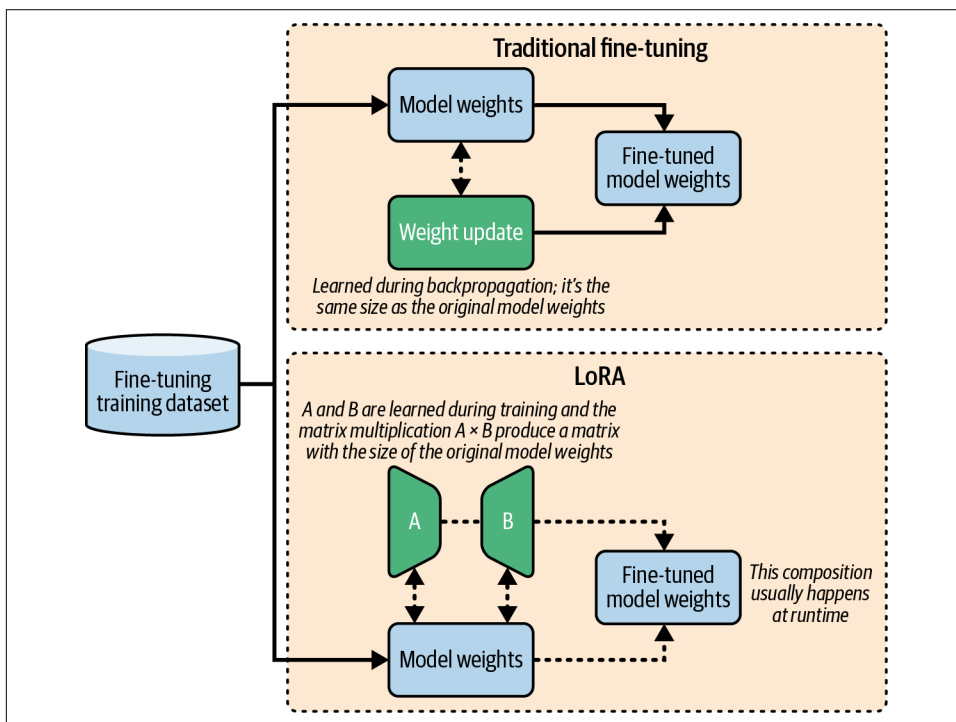 Traditional fine-tuning
Model weights
Fine-tuned
model weights
Weight update
Learned during backpropagation; it's the
same size as the original model weights
Fine-tuning
training dataset
LoRA
A and B are learned during training and the
matrix multiplication A × B produce a matrix
with the size of the original model weights
A
B
Fine-tuned
model weights
This composition
usually happens
at runtime
Model weights